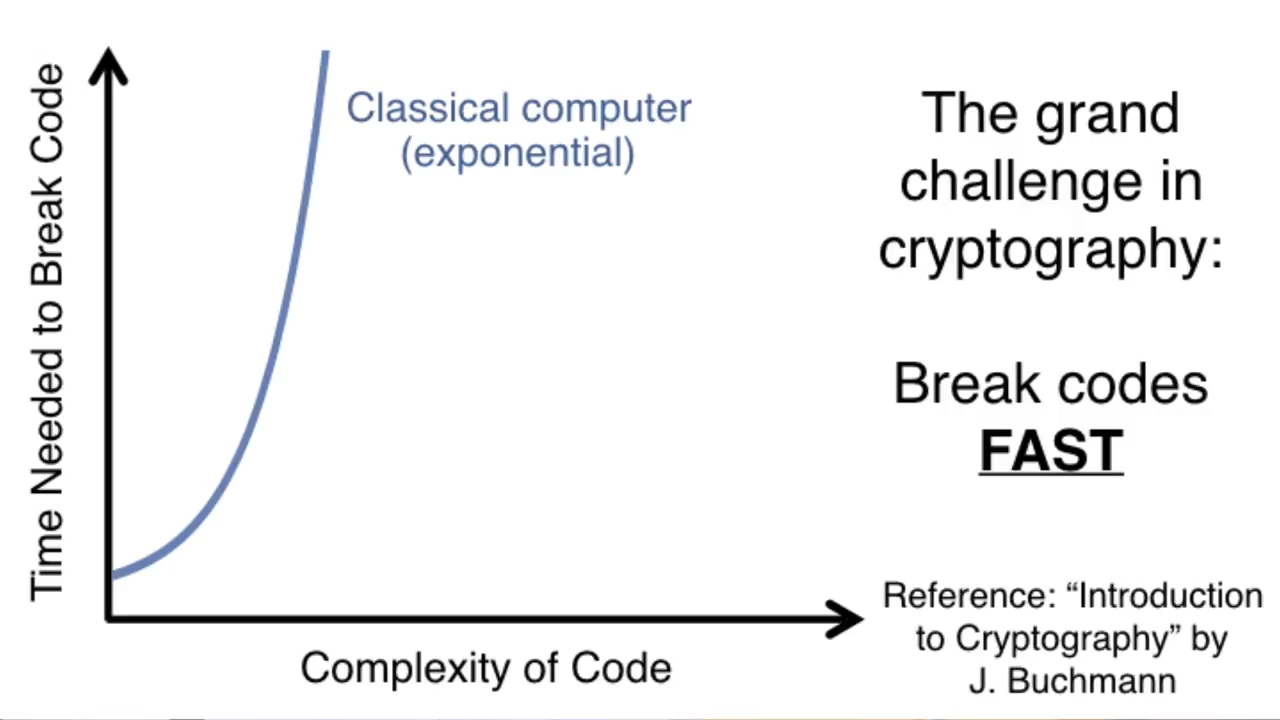 Time Needed to Break Code
Classical computer
(exponential)
Complexity of Code
The grand
challenge in
cryptography:
Break codes
FAST
Reference: “Introduction
to Cryptography” by
J. Buchmann